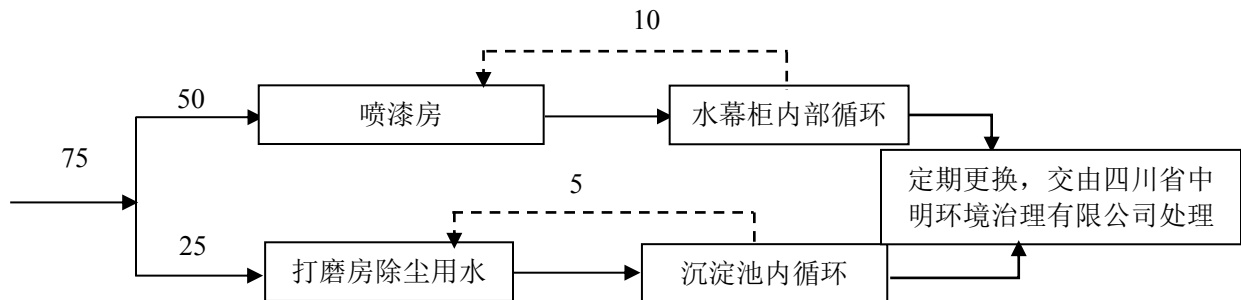 10
50
喷漆房
水幕柜内部循环
75
定期更换，交由四川省中
明环境治理有限公司处理
5
25
打磨房除尘用水
沉淀池内循环